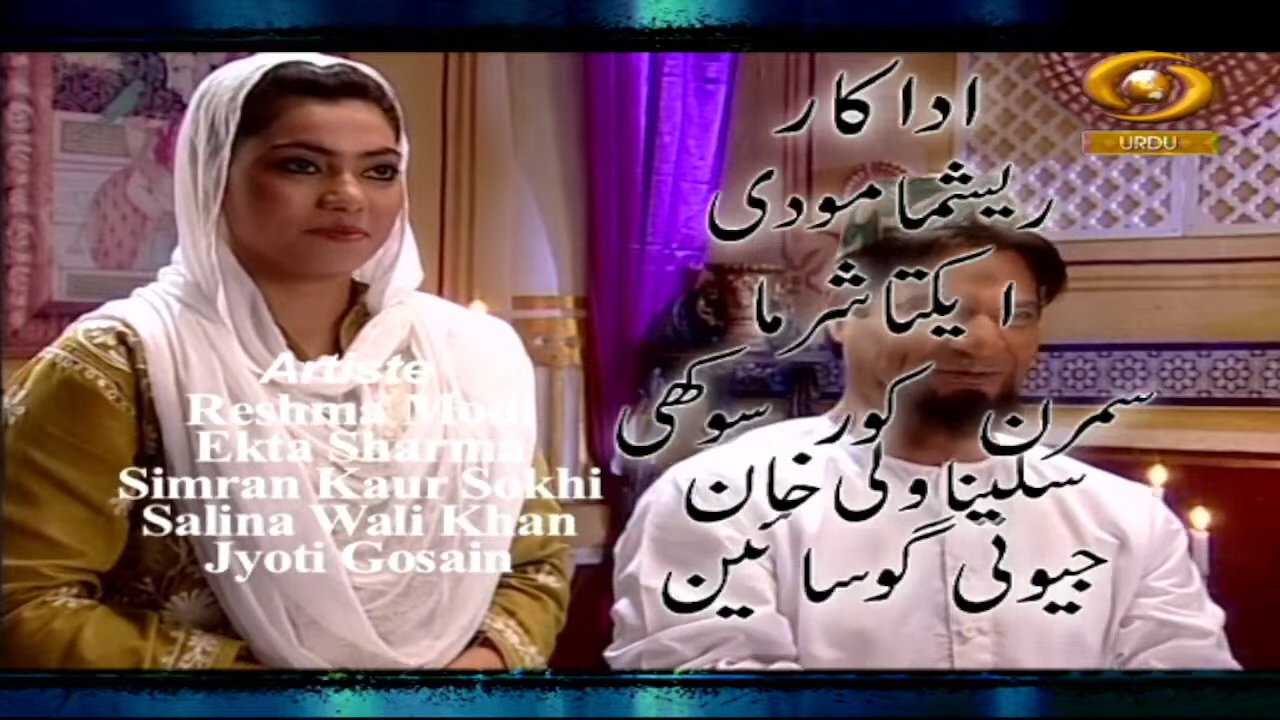 URDU
اداکار
ریشما مودی
ایکتا شرما
سمرن کور سوکھی
سلینا ولی خان
جیوتی گوسائین
Artiste
Reshma Modi
Ekta Sharma
Simran Kaur Sokhi
Salina Wali Khan
Jyoti Gosain